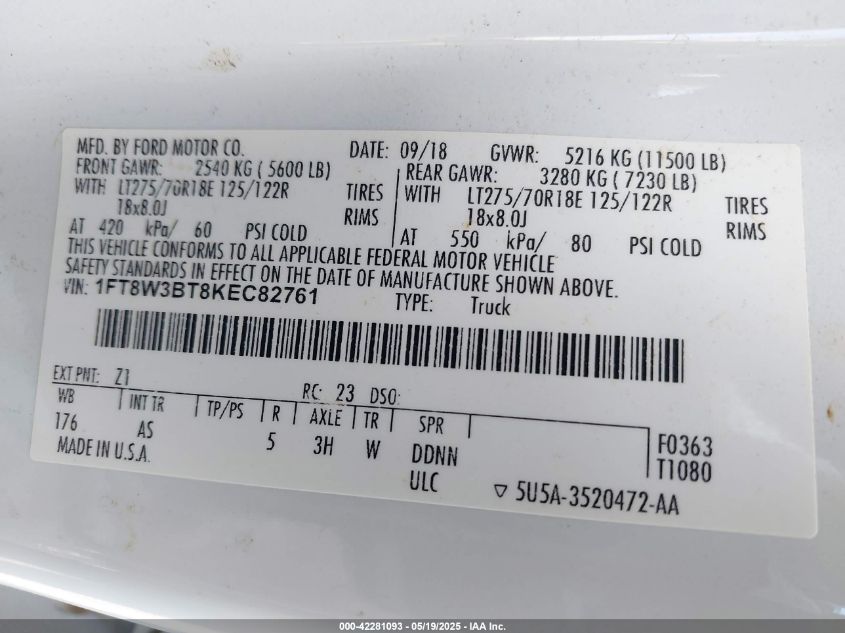 MFD. BY FORD MOTOR CO. DATE: 09/18 GVWR: 5216 KG (11500 LB)
FRONT GAWR: 2540 KG ( 5600 LB) REAR GAWR: 3280 KG ( 7230 LB)
WITH LT275/70R18E 125/122R TIRES WITH LT275/70R18E 125/122R TIRES
18x8.0J RIMS 18x8.0J RIMS
AT 420 kPa/ 60 PSI COLD AT 550 kPa/ 80 PSI COLD
THIS VEHICLE CONFORMS TO ALL APPLICABLE FEDERAL MOTOR VEHICLE
SAFETY STANDARDS IN EFFECT ON THE DATE OF MANUFACTURE SHOWN ABOVE.
VIN: 1FT8W3BT8KEC82761 TYPE: Truck
EXT PNT: Z1 RC: 23 DSO:
WB INT TR TP/PS R AXLE TR SPR
176 AS 5 3H W DDNN F0363
MADE IN U.S.A. ULC T1080
5U5A-3520472-AA
000-42281093 - 05/19/2025 - IAA Inc.